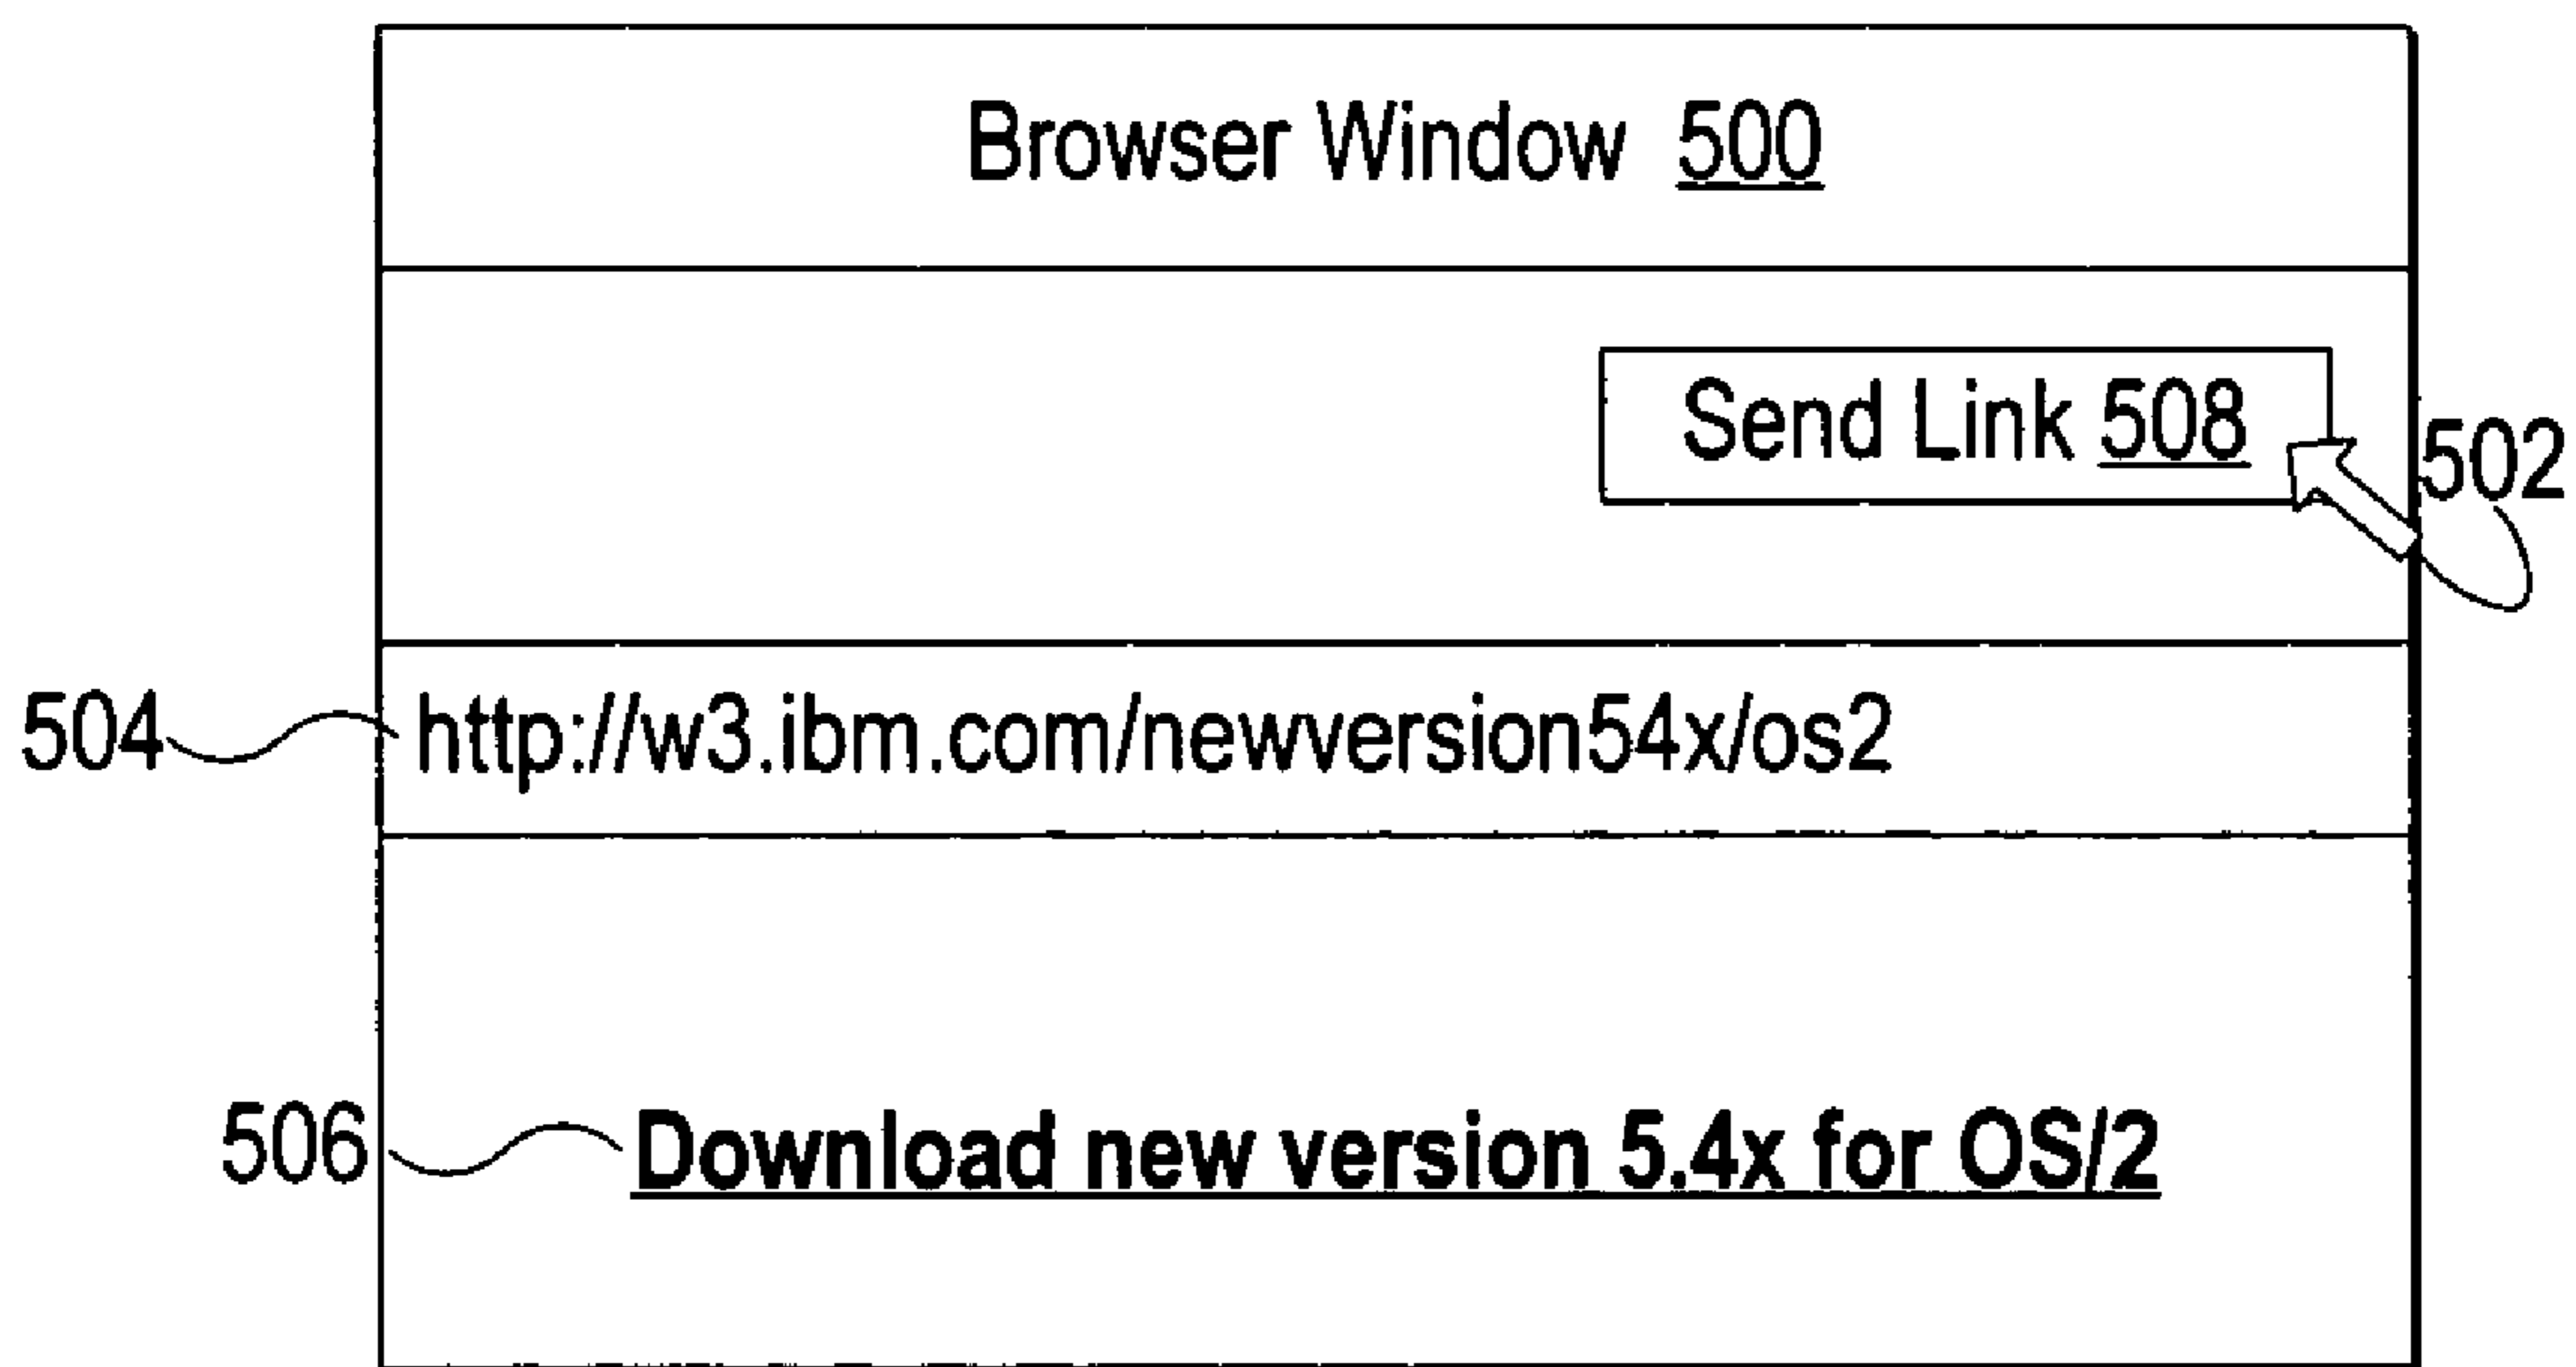 Browser Window 500
Send Link 508
502
504
http://w3.ibm.com/newversion54x/os2
506
Download new version 5.4x for OS/2